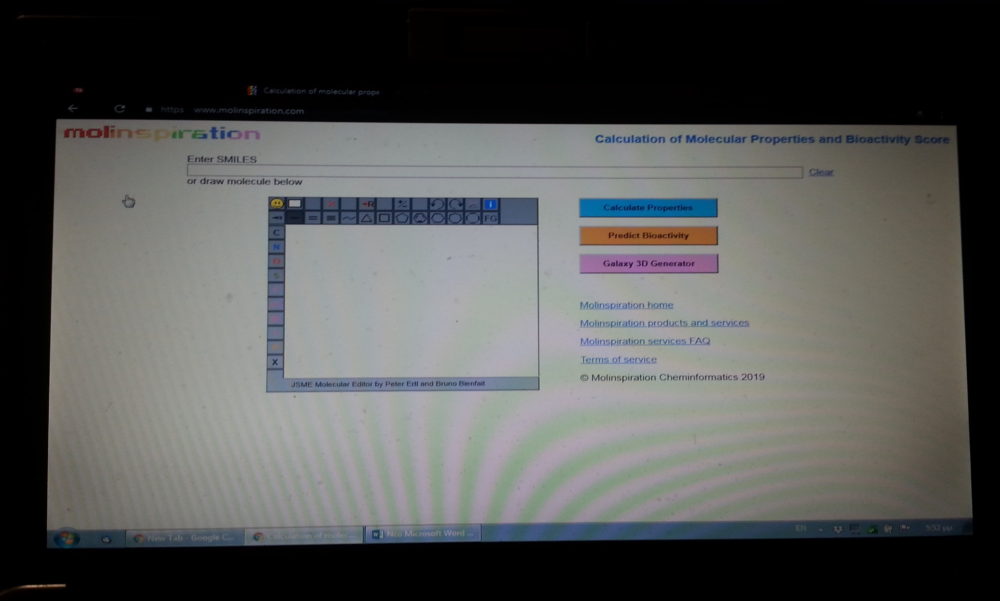 Calculation of molecular prope
https www.molinspiration.com
molinspiration
Calculation of Molecular Properties and Bioactivity Score
Enter SMILES
Clear
or draw molecule below
FG
C
N
O
S
X
JSME Molecular Editor by Peter Ertl and Bruno Bienfait
Calculate Properties
Predict Bioactivity
Galaxy 3D Generator
Molinspiration home
Molinspiration products and services
Molinspiration services FAQ
Terms of service
© Molinspiration Cheminformatics 2019
New Tab - Google C...
Calculation of molec...
Νέο Microsoft Word ...
EN
5:52 μμ